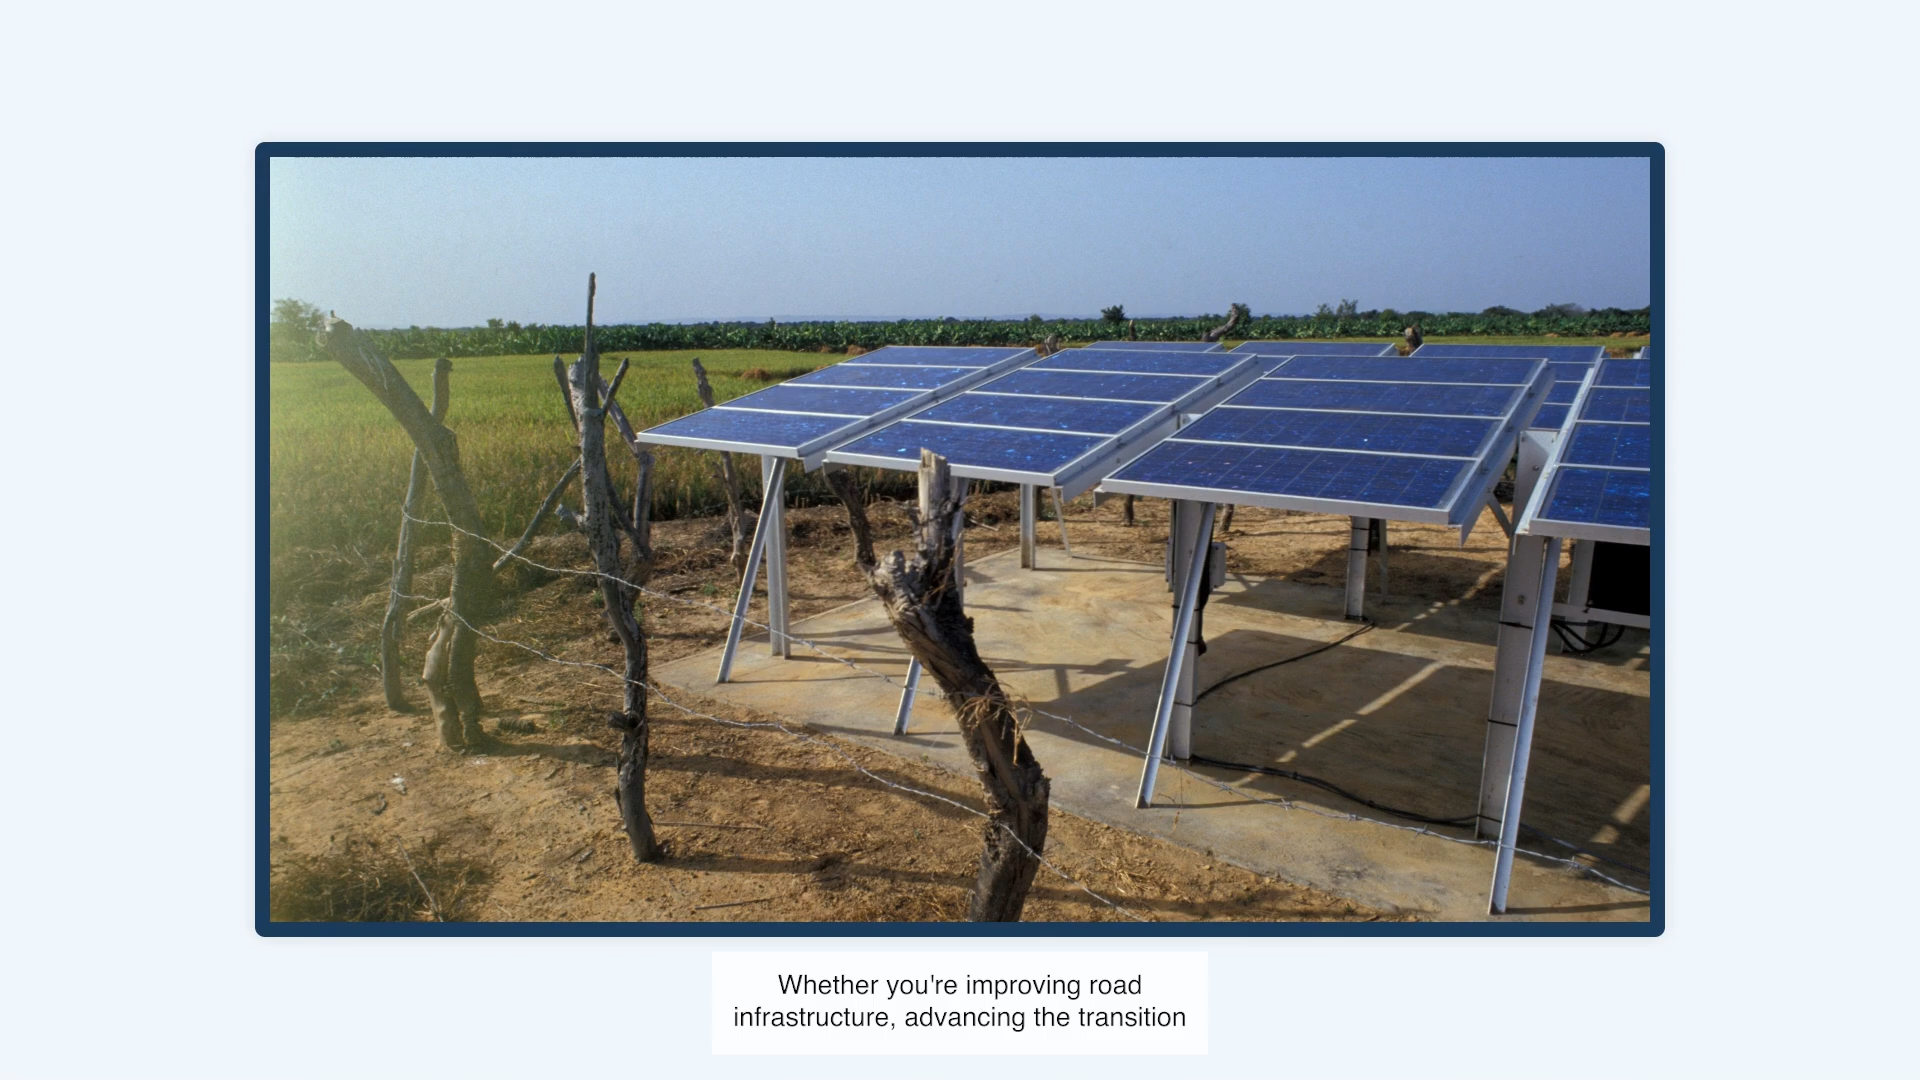 Whether you're improving road
infrastructure, advancing the transition